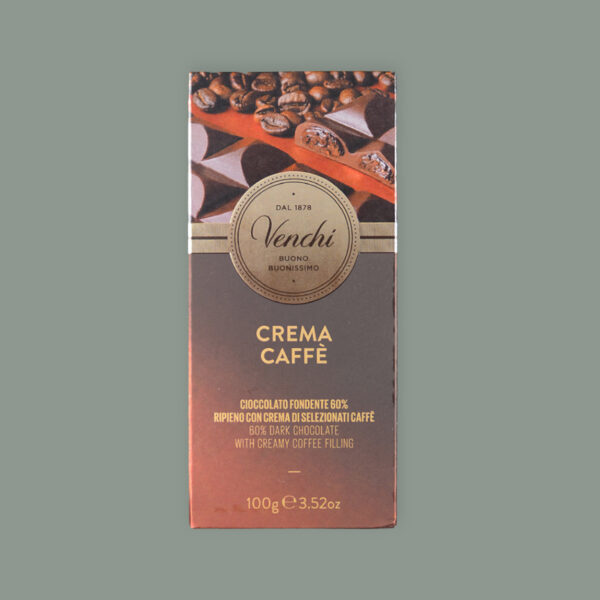 DAL 1878
Venchi
BUONO
BUONISSIMO
CREMA
CAFFÈ
CIOCCOLATO FONDENTE 60%
RIPIENO CON CREMA DI SELEZIONATI CAFFÈ
60% DARK CHOCOLATE
WITH CREAMY COFFEE FILLING
100g ℮ 3.52oz